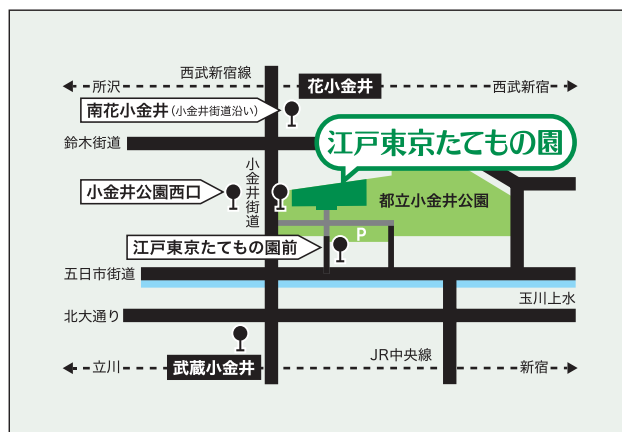 西武新宿線
所沢
花小金井
西武新宿
南花小金井(小金井街道沿い)
鈴木街道
江戸東京たてもの園
小金井公園西口
小金井街道
都立小金井公園
P
江戸東京たてもの園前
五日市街道
玉川上水
北大通り
JR中央線
立川
武蔵小金井
新宿